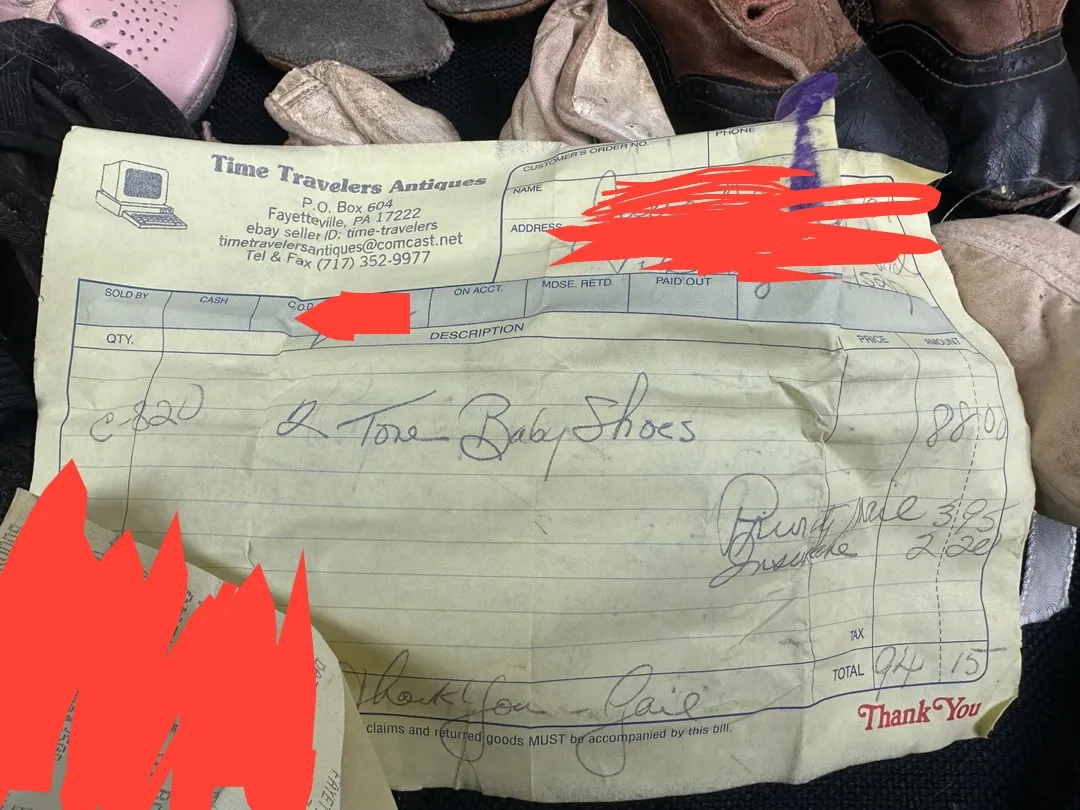 Time Travelers Antiques
P.O. Box 604
Fayetteville, PA 17222
ebay seller ID: time-travelers
timetravelersantiques@comcast.net
Tel & Fax (717) 352-9977
CUSTOMER'S ORDER NO. PHONE
NAME
ADDRESS
SOLD BY CASH C.O.D. ON ACCT. MDSE. RETD. PAID OUT
QTY. DESCRIPTION PRICE AMOUNT
C-820 2 Tone Baby Shoes 88.00
Priority Mail 3.95
Insurance 2.20
TAX
Thank You - Gail TOTAL 94 15
claims and returned goods MUST be accompanied by this bill.
Thank You